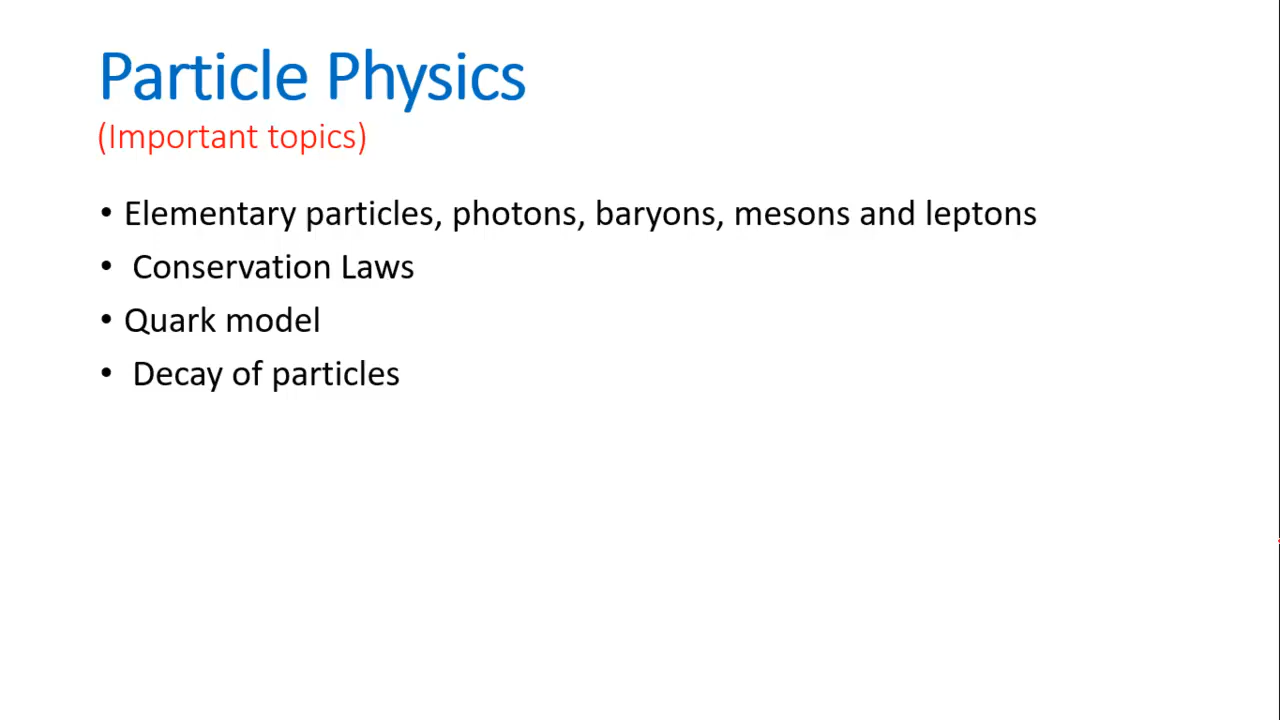 Particle Physics
(Important topics)
• Elementary particles, photons, baryons, mesons and leptons
• Conservation Laws
• Quark model
• Decay of particles